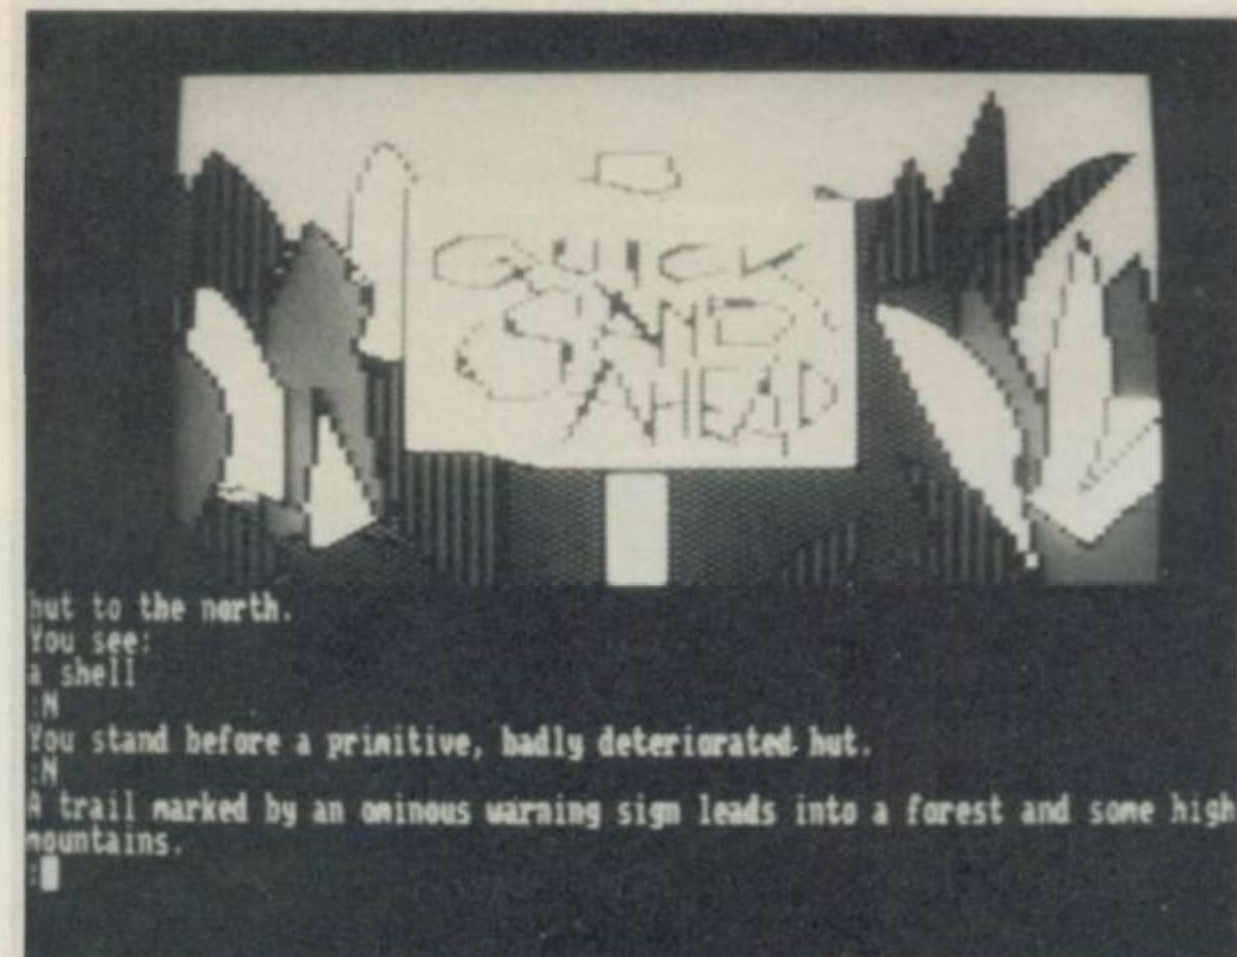 QUICK
SAND
AHEAD
hut to the north.
You see:
a shell
:N
You stand before a primitive, badly deteriorated hut.
:N
A trail marked by an ominous warning sign leads into a forest and some high
mountains.
: